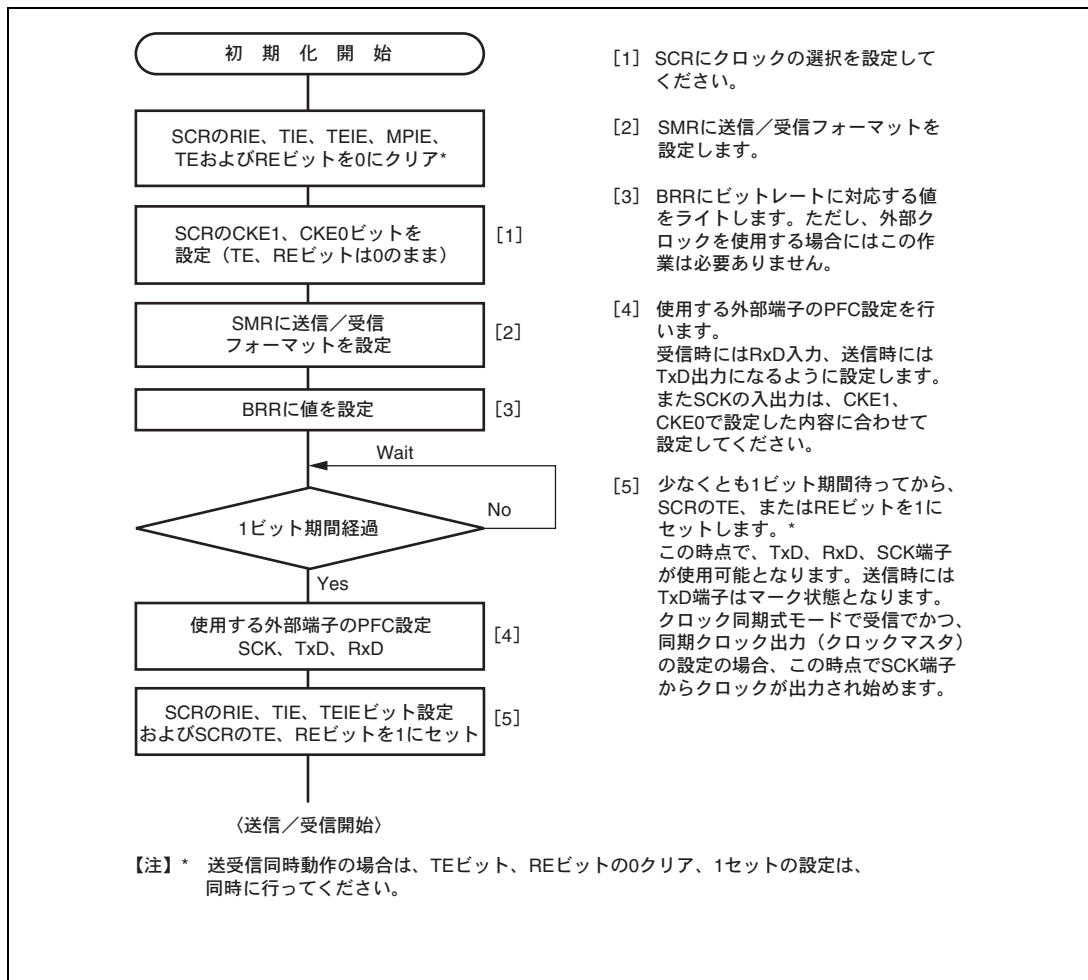 初 期 化 開 始
SCRのRIE、TIE、TEIE、MPIE、
TEおよびREビットを0にクリア*
SCRのCKE1、CKE0ビットを
設定（TE、REビットは0のまま）
[1]
SMRに送信／受信
フォーマットを設定
[2]
BRRに値を設定
[3]
Wait
1ビット期間経過
No
Yes
使用する外部端子のPFC設定
SCK、TxD、RxD
[4]
SCRのRIE、TIE、TEIEビット設定
およびSCRのTE、REビットを1にセット
[5]
〈送信／受信開始〉
[1] SCRにクロックの選択を設定して
ください。
[2] SMRに送信／受信フォーマットを
設定します。
[3] BRRにビットレートに対応する値
をライトします。ただし、外部ク
ロックを使用する場合にはこの作
業は必要ありません。
[4] 使用する外部端子のPFC設定を行
います。
受信時にはRxD入力、送信時には
TxD出力になるように設定します。
またSCKの入出力は、CKE1、
CKE0で設定した内容に合わせて
設定してください。
[5] 少なくとも1ビット期間待ってから、
SCRのTE、またはREビットを1に
セットします。*
この時点で、TxD、RxD、SCK端子
が使用可能となります。送信時には
TxD端子はマーク状態となります。
クロック同期式モードで受信でかつ、
同期クロック出力（クロックマスタ）
の設定の場合、この時点でSCK端子
からクロックが出力され始めます。
【注】* 送受信同時動作の場合は、TEビット、REビットの0クリア、1セットの設定は、
同時に行ってください。